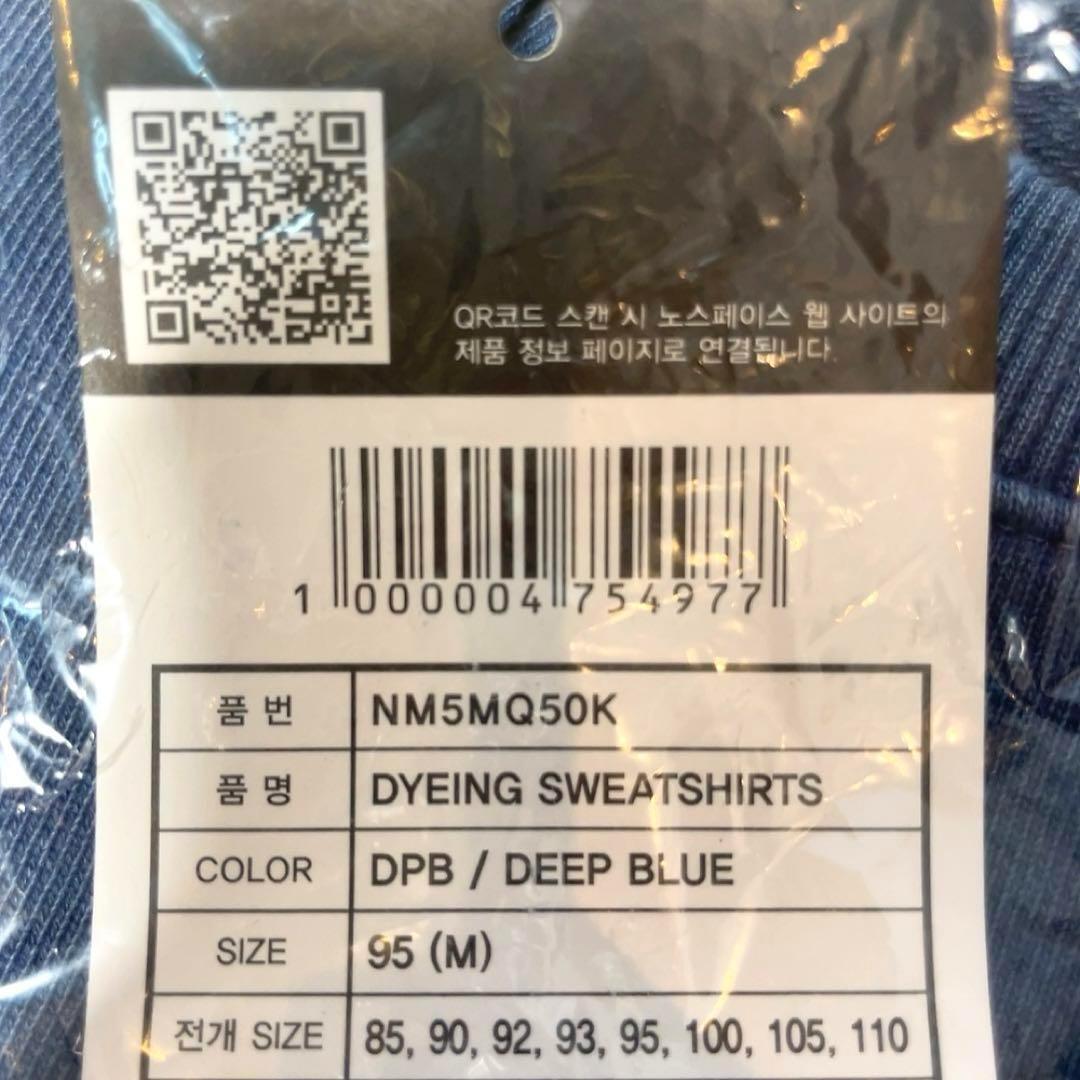 QR코드 스캔 시 노스페이스 웹 사이트의
제품 정보 페이지로 연결됩니다.
1 000004 754977
품 번 NM5MQ50K
품 명 DYEING SWEATSHIRTS
COLOR DPB / DEEP BLUE
SIZE 95 (M)
전개 SIZE 85, 90, 92, 93, 95, 100, 105, 110